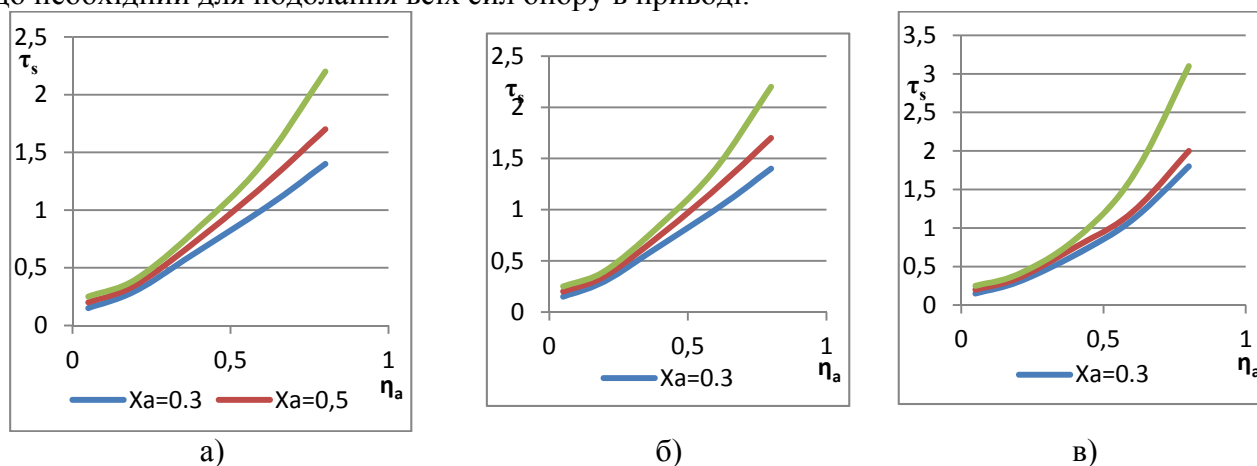 що необхідний для подолання всіх сил опору в приводі.
2,5
τs
2
1,5
1
0,5
0
0
0,5
1
ηa
Xa=0.3
Xa=0,5
а)
2,5
2
τs
1,5
1
0,5
0
0
0,5
1
ηa
Xa=0.3
б)
3,5
3
τs
2,5
2
1,5
1
0,5
0
0
0,5
1
ηa
Xa=0.3
в)